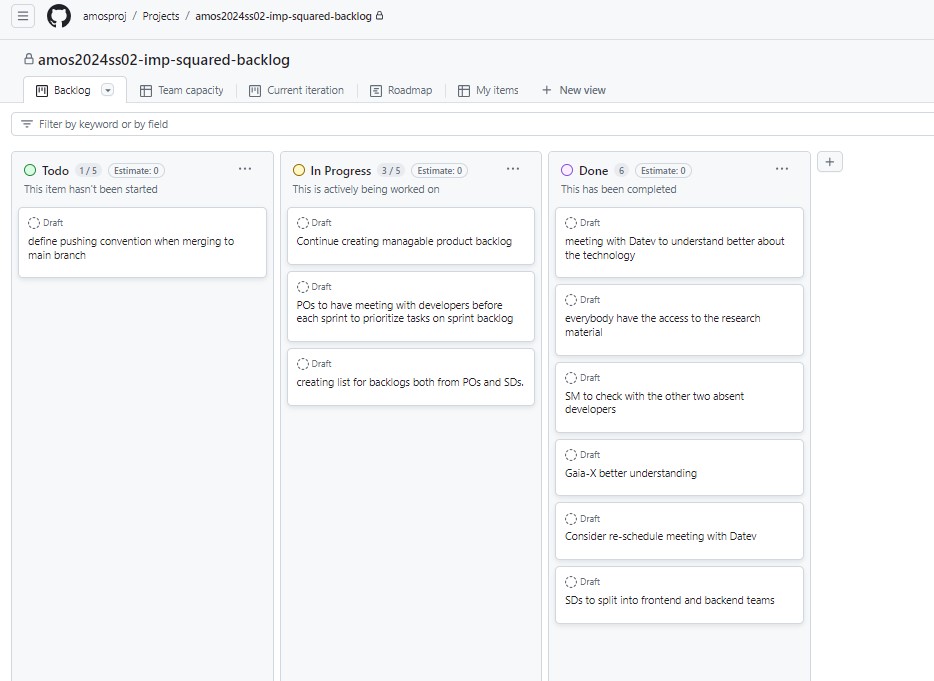 amosproj / Projects / amos2024ss02-imp-squared-backlog
amos2024ss02-imp-squared-backlog
Backlog Team capacity Current iteration Roadmap My items + New view
Filter by keyword or by field
Todo 1 / 5 Estimate: 0 ...
This item hasn't been started
Draft
define pushing convention when merging to
main branch
In Progress 3 / 5 Estimate: 0 ...
This is actively being worked on
Draft
Continue creating managable product backlog
Draft
POs to have meeting with developers before
each sprint to prioritize tasks on sprint backlog
Draft
creating list for backlogs both from POs and SDs.
Done 6 Estimate: 0 ...
This has been completed
Draft
meeting with Datev to understand better about
the technology
Draft
everybody have the access to the research
material
Draft
SM to check with the other two absent
developers
Draft
Gaia-X better understanding
Draft
Consider re-schedule meeting with Datev
Draft
SDs to split into frontend and backend teams
+